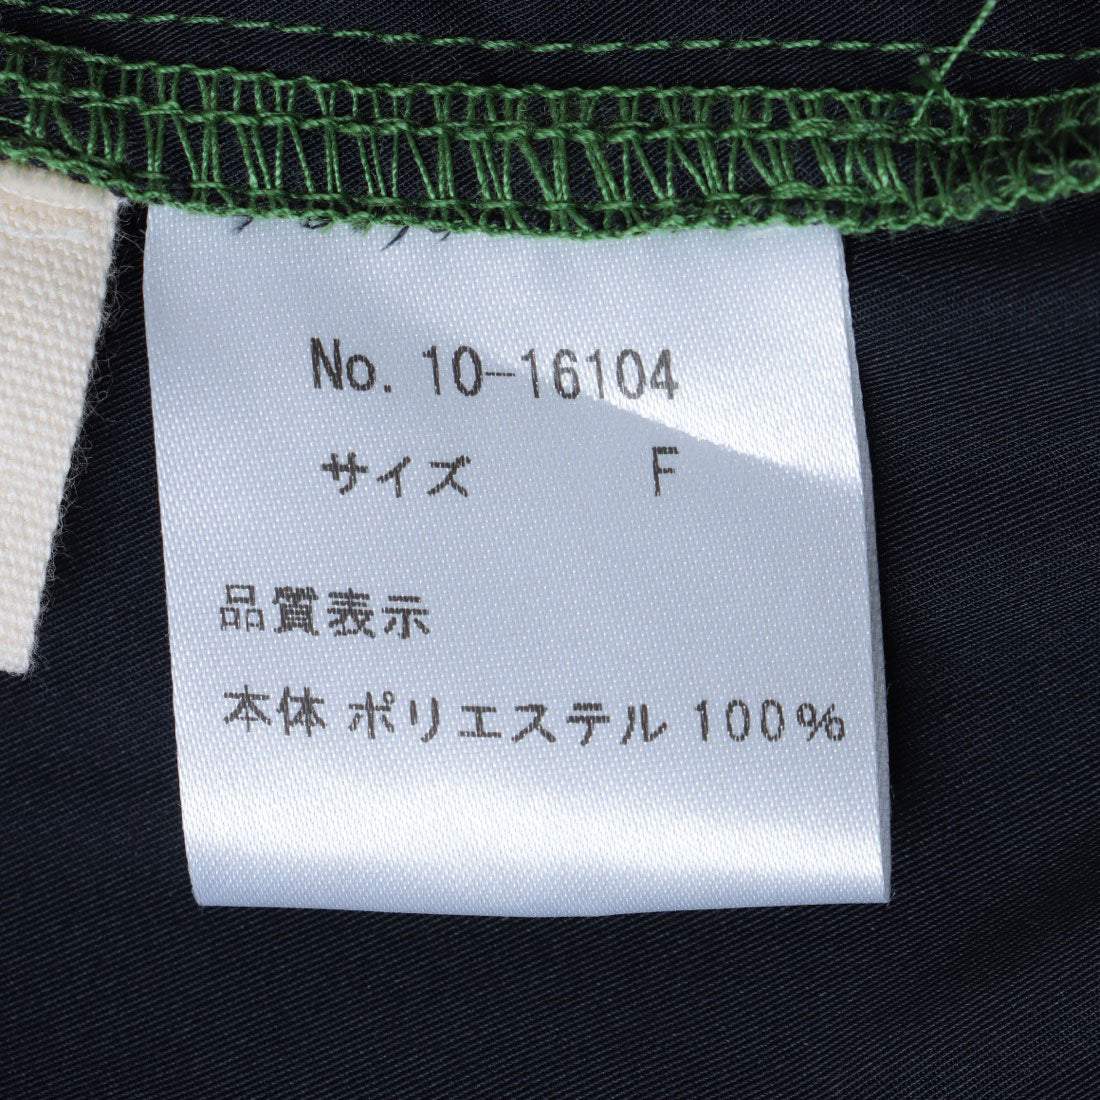 No. 10-16104
サイズ F
品質表示
本体 ポリエステル 100%